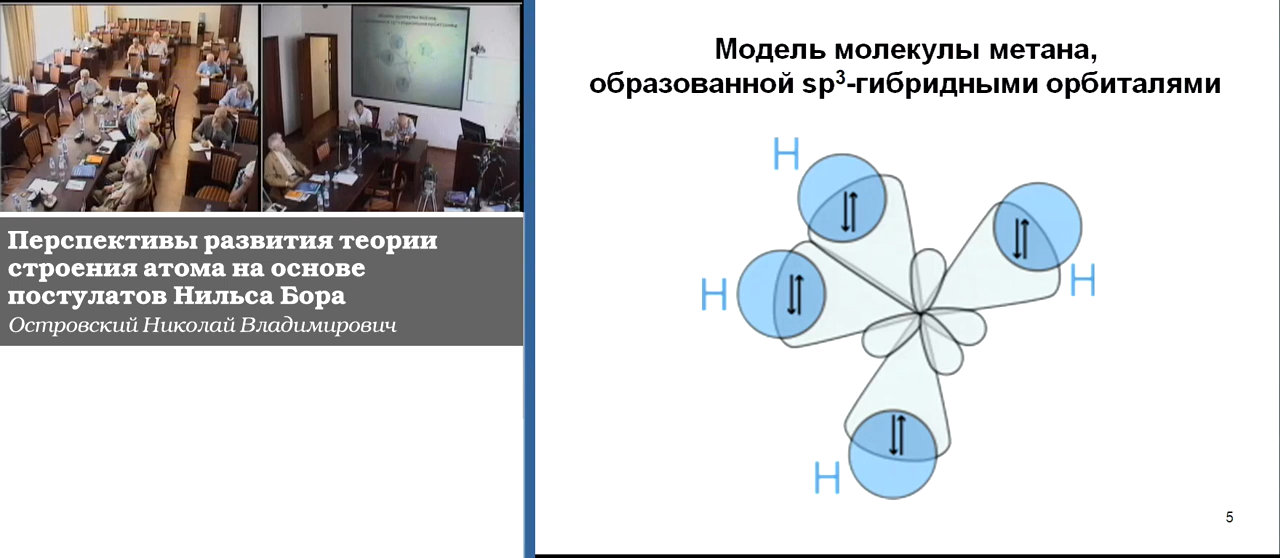 Перспективы развития теории
строения атома на основе
постулатов Нильса Бора
Островский Николай Владимирович
Модель молекулы метана,
образованной sp³-гибридными орбиталями
H
H
H
H
5